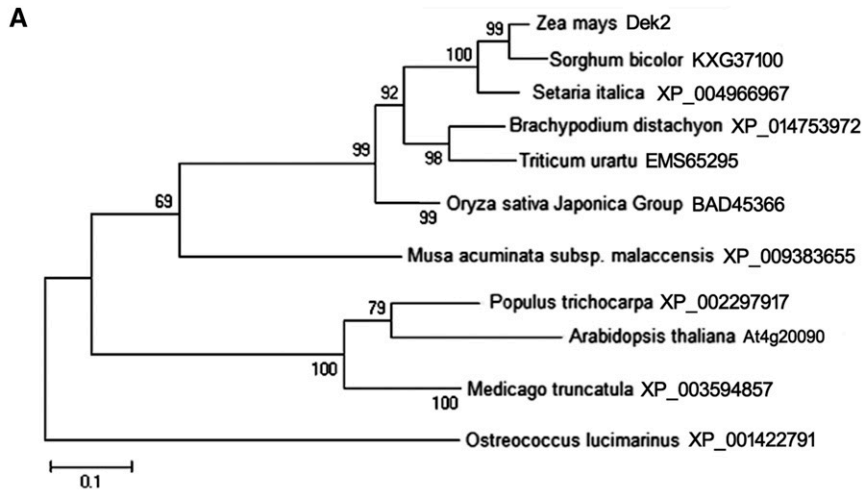 A
99 Zea mays Dek2
100 Sorghum bicolor KXG37100
92 Setaria italica XP_004966967
Brachypodium distachyon XP_014753972
99 98 Triticum urartu EMS65295
69 Oryza sativa Japonica Group BAD45366
99
Musa acuminata subsp. malaccensis XP_009383655
79 Populus trichocarpa XP_002297917
Arabidopsis thaliana At4g20090
100
Medicago truncatula XP_003594857
100
Ostreococcus lucimarinus XP_001422791
0.1